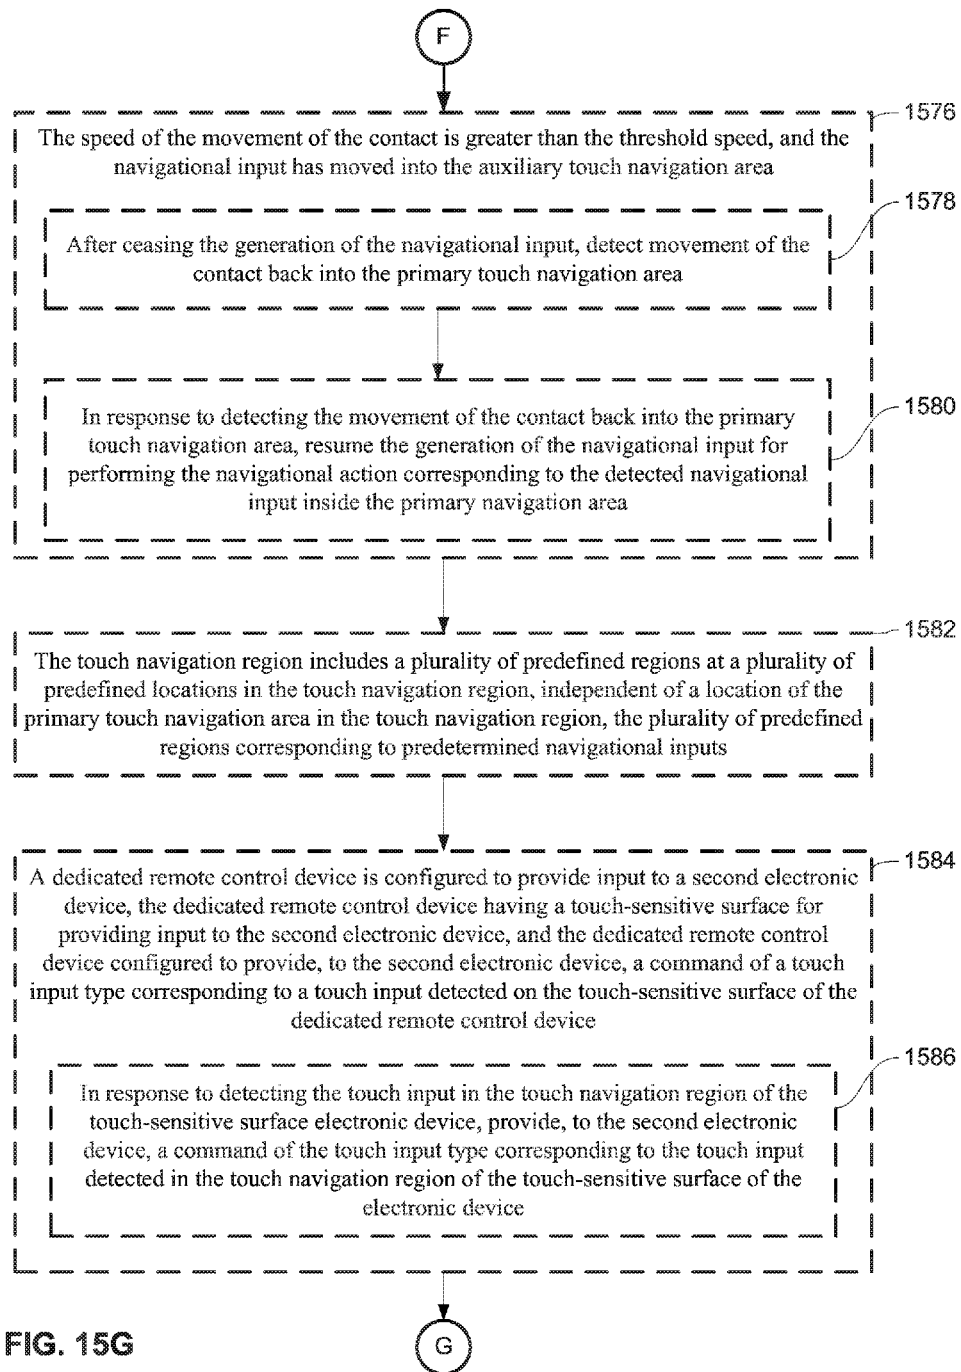 F
1576
The speed of the movement of the contact is greater than the threshold speed, and the
navigational input has moved into the auxiliary touch navigation area
1578
After ceasing the generation of the navigational input, detect movement of the
contact back into the primary touch navigation area
1580
In response to detecting the movement of the contact back into the primary
touch navigation area, resume the generation of the navigational input for
performing the navigational action corresponding to the detected navigational
input inside the primary navigation area
1582
The touch navigation region includes a plurality of predefined regions at a plurality of
predefined locations in the touch navigation region, independent of a location of the
primary touch navigation area in the touch navigation region, the plurality of predefined
regions corresponding to predetermined navigational inputs
1584
A dedicated remote control device is configured to provide input to a second electronic
device, the dedicated remote control device having a touch-sensitive surface for
providing input to the second electronic device, and the dedicated remote control
device configured to provide, to the second electronic device, a command of a touch
input type corresponding to a touch input detected on the touch-sensitive surface of the
dedicated remote control device
1586
In response to detecting the touch input in the touch navigation region of the
touch-sensitive surface electronic device, provide, to the second electronic
device, a command of the touch input type corresponding to the touch input
detected in the touch navigation region of the touch-sensitive surface of the
electronic device
FIG. 15G
G